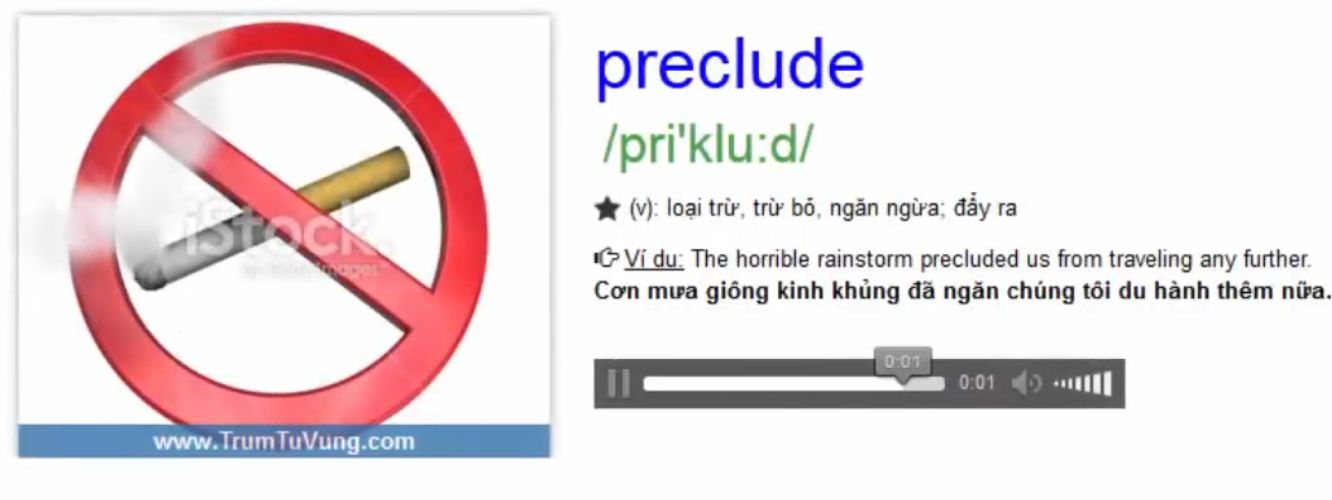 preclude
/pri'klu:d/
(v): loại trừ, trừ bỏ, ngăn ngừa; đẩy ra
Ví dụ: The horrible rainstorm precluded us from traveling any further.
Cơn mưa giông kinh khủng đã ngăn chúng tôi du hành thêm nữa.
0:01
0:01
iStock
www.TrumTuVung.com